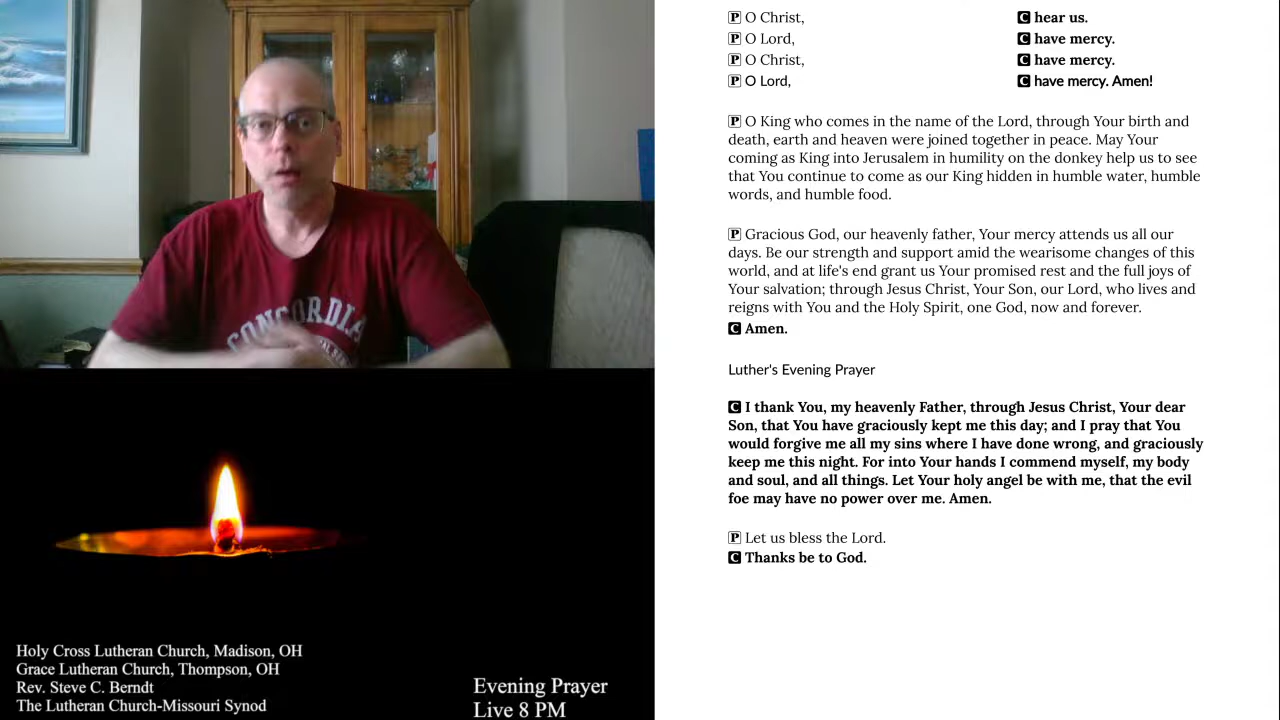 CONCORDIA
P O Christ,
C hear us.
P O Lord,
C have mercy.
P O Christ,
C have mercy.
P O Lord,
C have mercy. Amen!
P O King who comes in the name of the Lord, through Your birth and
death, earth and heaven were joined together in peace. May Your
coming as King into Jerusalem in humility on the donkey help us to see
that You continue to come as our King hidden in humble water, humble
words, and humble food.
P Gracious God, our heavenly father, Your mercy attends us all our
days. Be our strength and support amid the wearisome changes of this
world, and at life's end grant us Your promised rest and the full joys of
Your salvation; through Jesus Christ, Your Son, our Lord, who lives and
reigns with You and the Holy Spirit, one God, now and forever.
C Amen.
Luther's Evening Prayer
C I thank You, my heavenly Father, through Jesus Christ, Your dear
Son, that You have graciously kept me this day; and I pray that You
would forgive me all my sins where I have done wrong, and graciously
keep me this night. For into Your hands I commend myself, my body
and soul, and all things. Let Your holy angel be with me, that the evil
foe may have no power over me. Amen.
P Let us bless the Lord.
C Thanks be to God.
Holy Cross Lutheran Church, Madison, OH
Grace Lutheran Church, Thompson, OH
Rev. Steve C. Berndt
The Lutheran Church-Missouri Synod
Evening Prayer
Live 8 PM